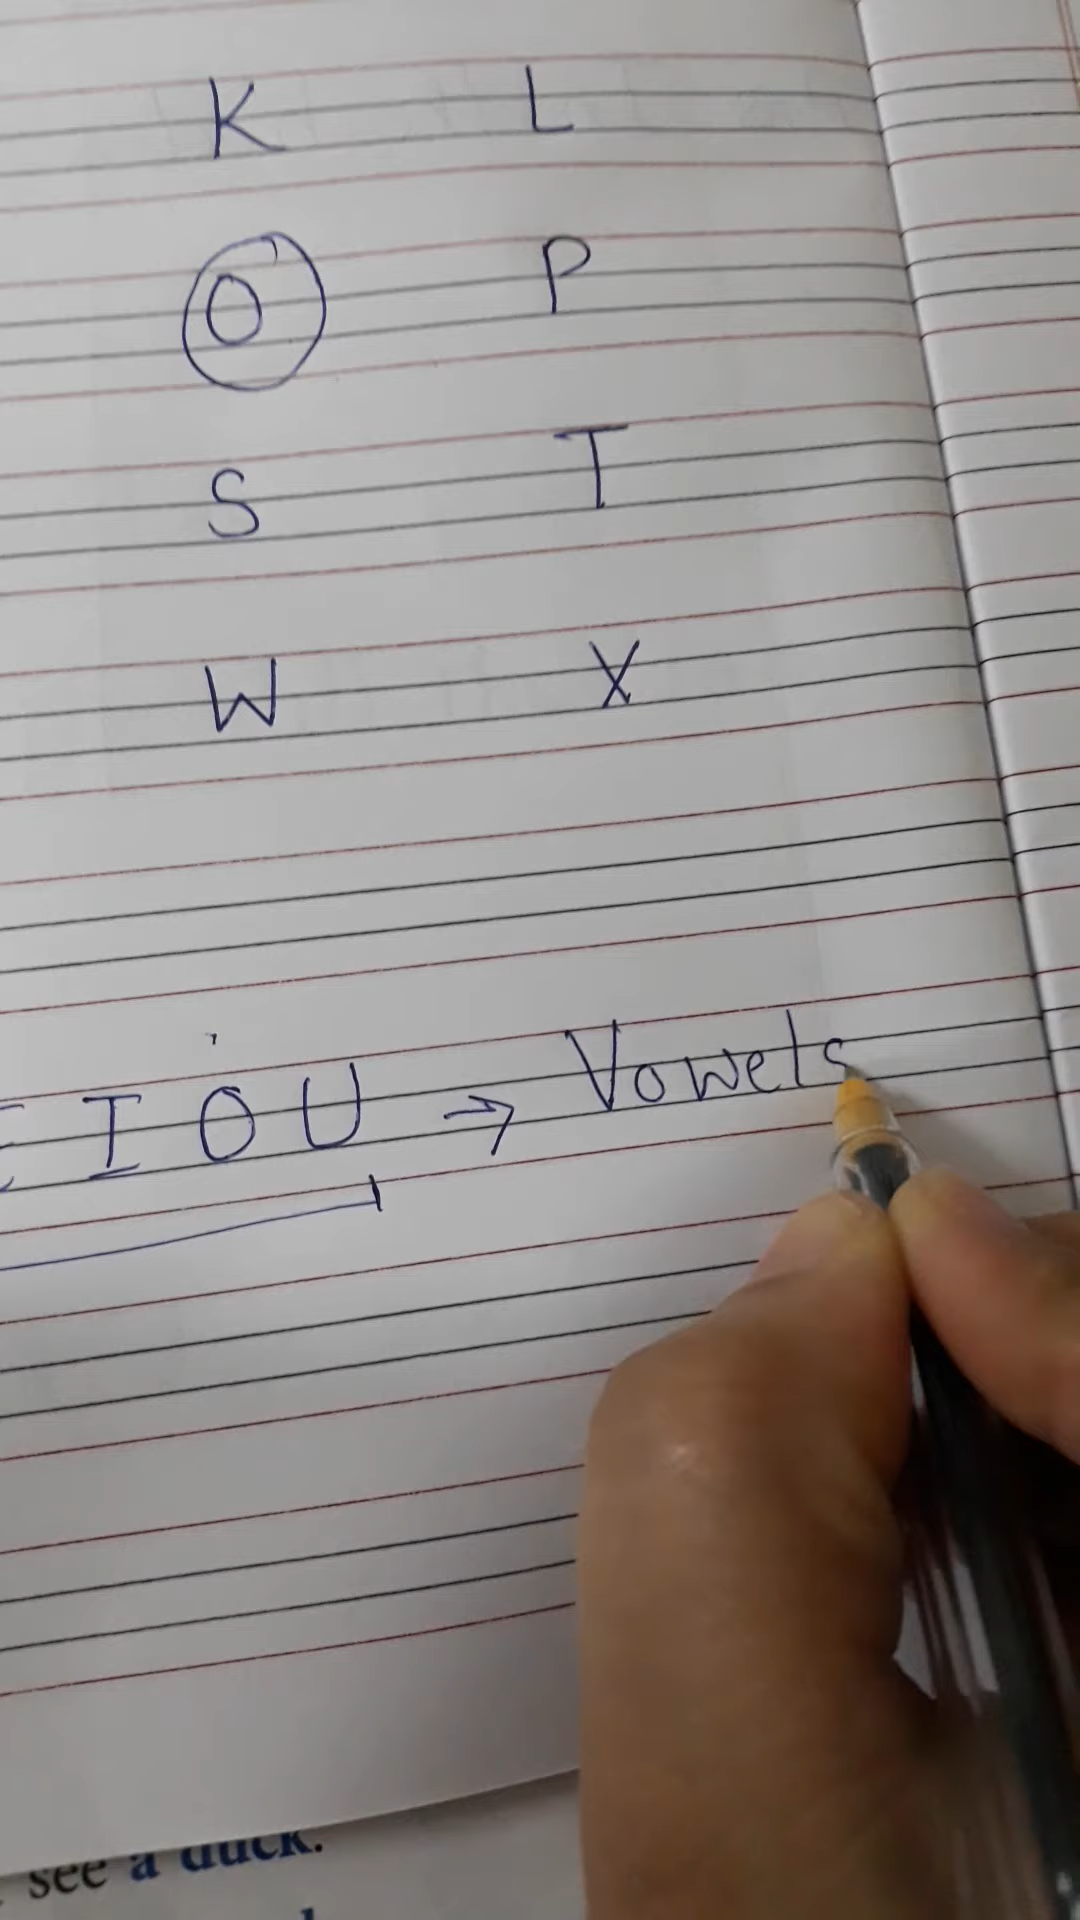 K L
O P
S T
W X
I O U → Vowels
see a duck.